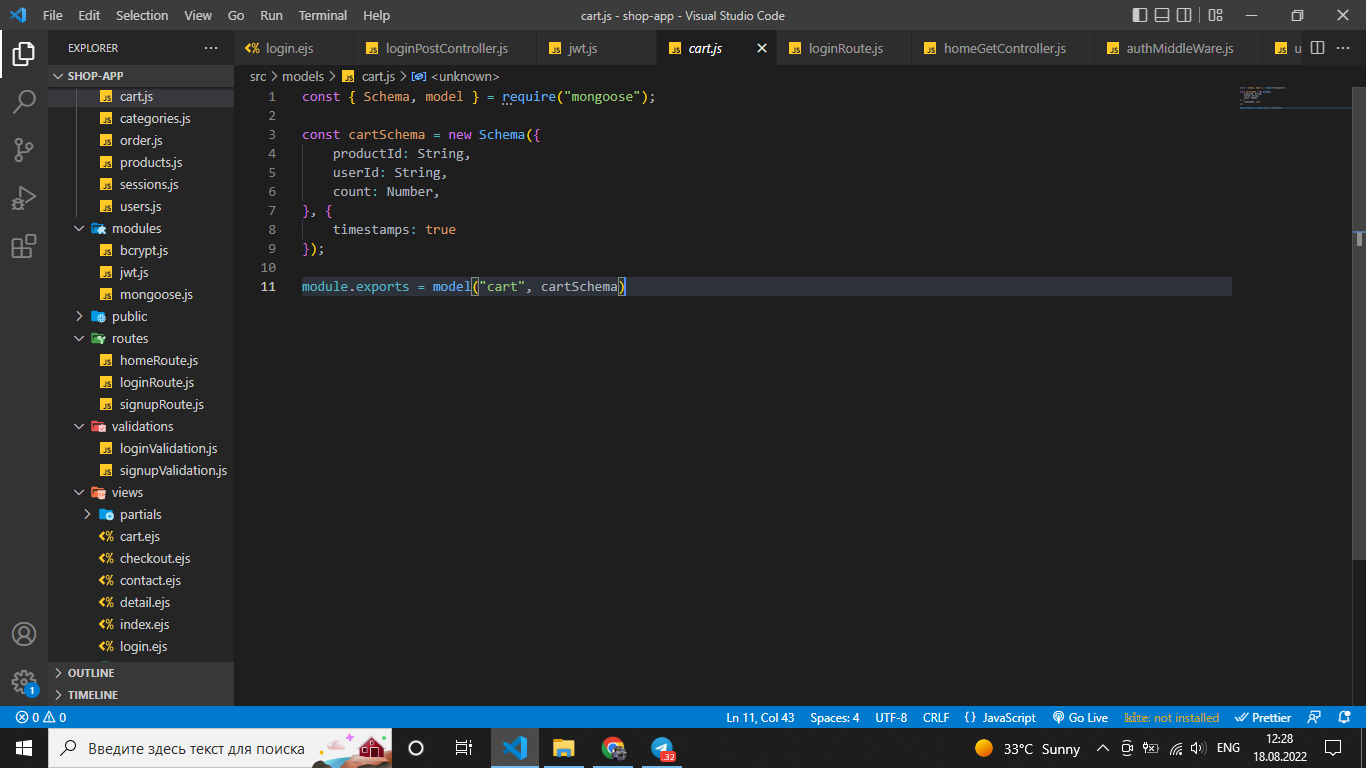 File Edit Selection View Go Run Terminal Help
cart.js - shop-app - Visual Studio Code
EXPLORER
SHOP-APP
cart.js
categories.js
order.js
products.js
sessions.js
users.js
modules
bcrypt.js
jwt.js
mongoose.js
public
routes
homeRoute.js
loginRoute.js
signupRoute.js
validations
loginValidation.js
signupValidation.js
views
partials
cart.ejs
checkout.ejs
contact.ejs
detail.ejs
index.ejs
login.ejs
OUTLINE
TIMELINE
1
login.ejs loginPostController.js jwt.js cart.js loginRoute.js homeGetController.js authMiddleWare.js u
src > models > cart.js > <unknown>
1 const { Schema, model } = require("mongoose");
2
3 const cartSchema = new Schema({
4 productId: String,
5 userId: String,
6 count: Number,
7 }, {
8 timestamps: true
9 });
10
11 module.exports = model("cart", cartSchema)
0 0 Ln 11, Col 43 Spaces: 4 UTF-8 CRLF {} JavaScript Go Live kite: not installed Prettier
Введите здесь текст для поиска
.32
33°C Sunny ENG
12:28
18.08.2022